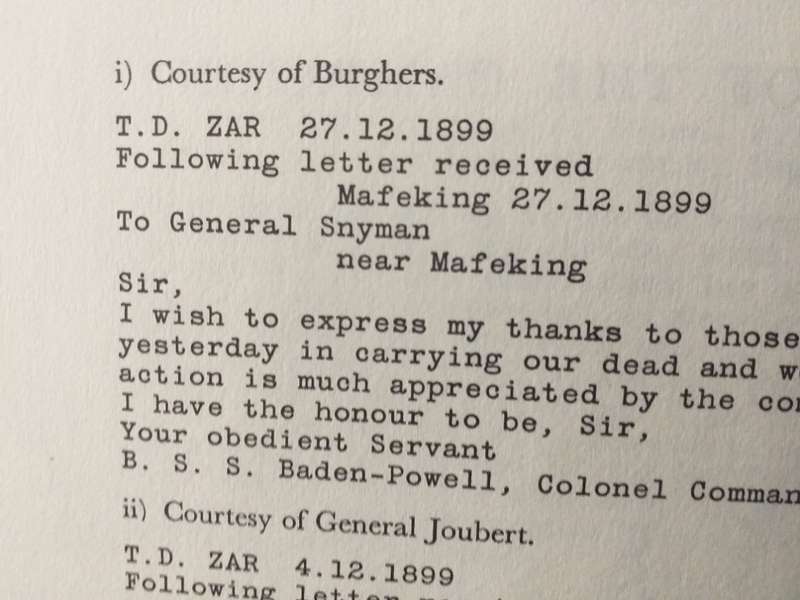 i) Courtesy of Burghers.
T.D. ZAR 27.12.1899
Following letter received
Mafeking 27.12.1899
To General Snyman
near Mafeking
Sir,
I wish to express my thanks to those
yesterday in carrying our dead and
action is much appreciated by the
I have the honour to be, Sir,
Your obedient Servant
B. S. S. Baden-Powell, Colonel
ii) Courtesy of General Joubert.
T.D. ZAR 4.12.1899
Following letter